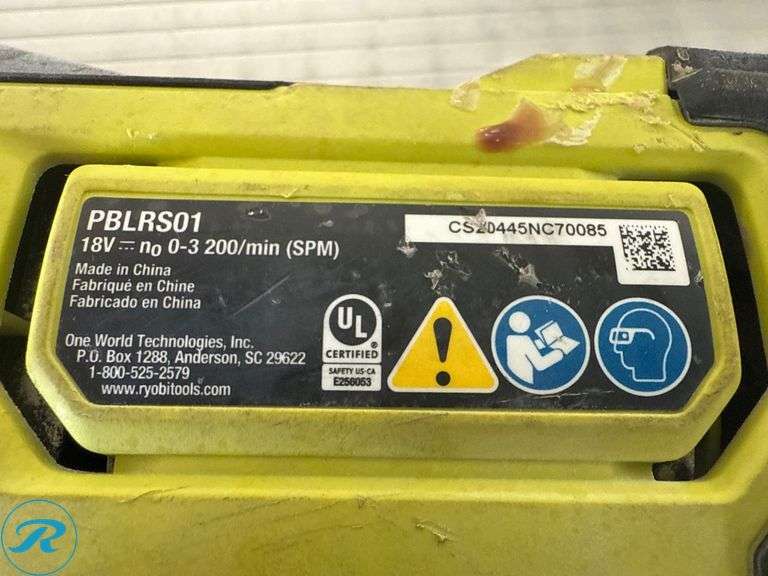 PBLRS01
18V ⎓ n₀ 0-3 200/min (SPM)
Made in China
Fabriqué en Chine
Fabricado en China
One World Technologies, Inc.
P.O. Box 1288, Anderson, SC 29622
1-800-525-2579
www.ryobitools.com
CS20445NC70085
UL
CERTIFIED
SAFETY US-CA
E256053
R